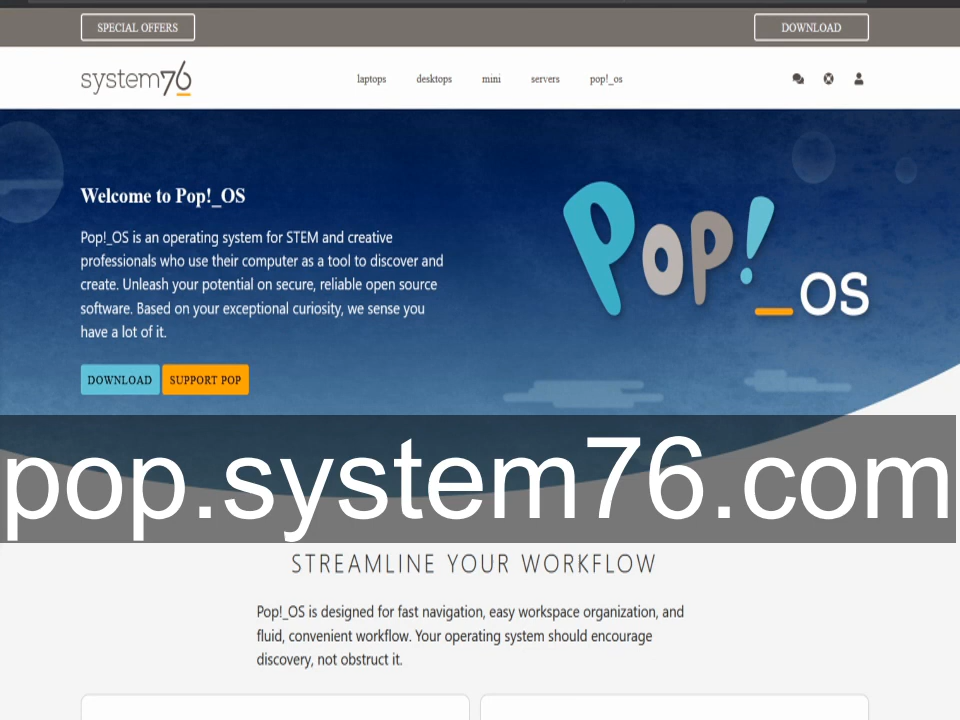 SPECIAL OFFERS
DOWNLOAD
system76
laptops desktops mini servers pop!_os
Welcome to Pop!_OS
Pop!_OS is an operating system for STEM and creative
professionals who use their computer as a tool to discover and
create. Unleash your potential on secure, reliable open source
software. Based on your exceptional curiosity, we sense you
have a lot of it.
Pop!_OS
DOWNLOAD SUPPORT POP
pop.system76.com
STREAMLINE YOUR WORKFLOW
Pop!_OS is designed for fast navigation, easy workspace organization, and
fluid, convenient workflow. Your operating system should encourage
discovery, not obstruct it.